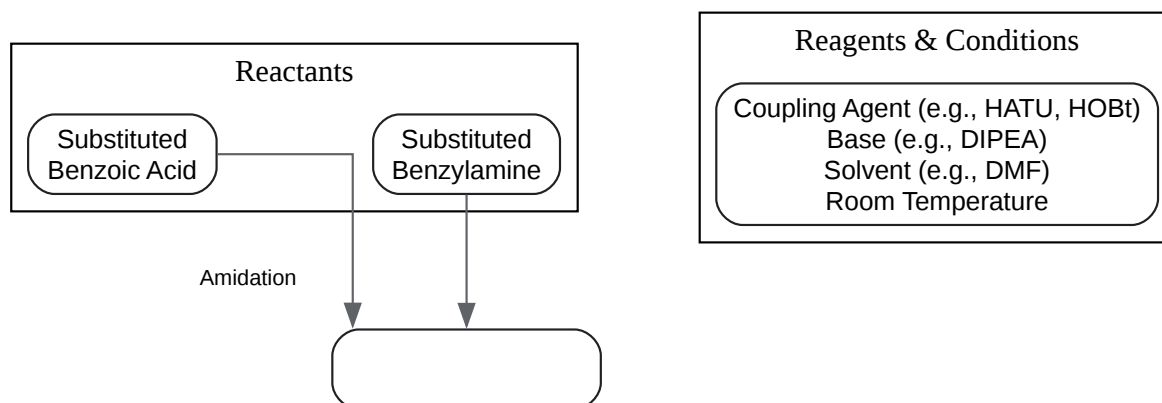 Reactants
Substituted
Benzoic Acid
Substituted
Benzylamine
Amidation
Reagents & Conditions
Coupling Agent (e.g., HATU, HOBt)
Base (e.g., DIPEA)
Solvent (e.g., DMF)
Room Temperature